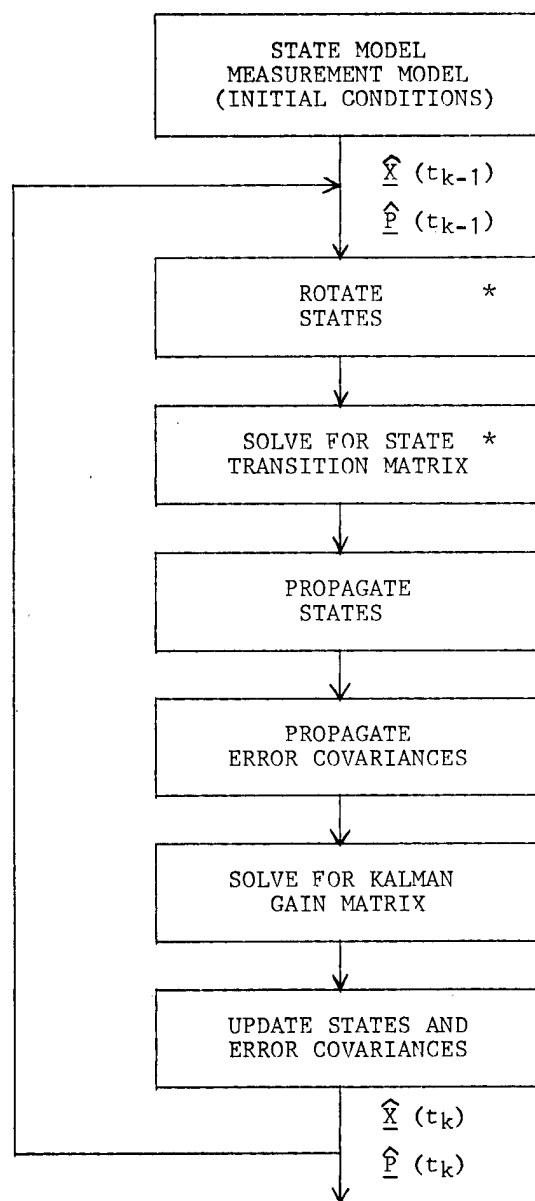 STATE MODEL
MEASUREMENT MODEL
(INITIAL CONDITIONS)
X̂ (tk-1)
P̂ (tk-1)
ROTATE *
STATES
SOLVE FOR STATE *
TRANSITION MATRIX
PROPAGATE
STATES
PROPAGATE
ERROR COVARIANCES
SOLVE FOR KALMAN
GAIN MATRIX
UPDATE STATES AND
ERROR COVARIANCES
X̂ (tk)
P̂ (tk)